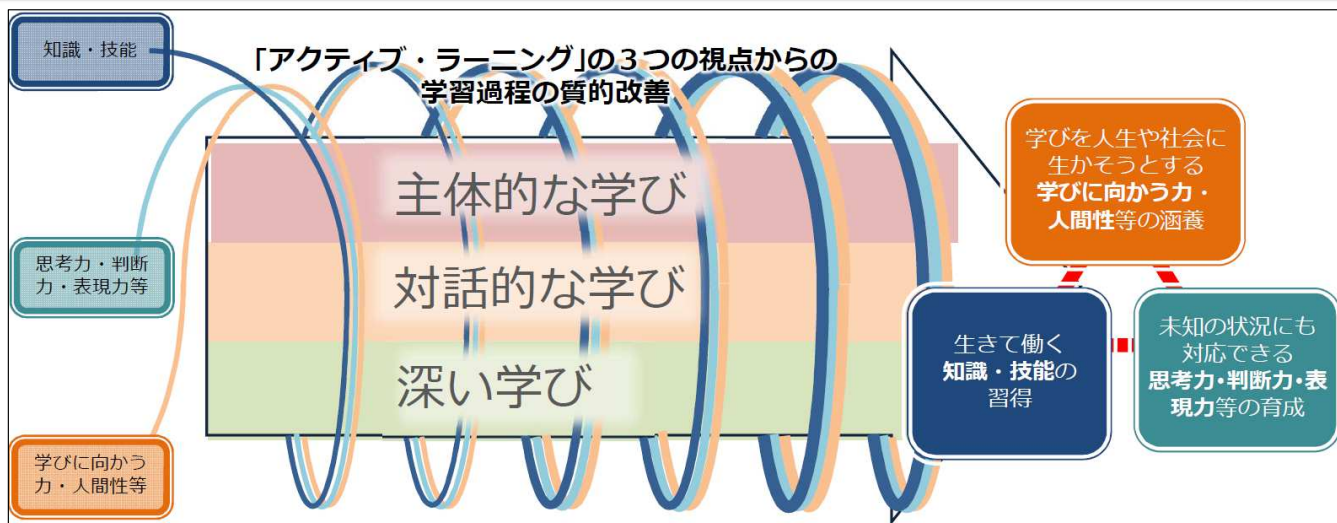 知識・技能
思考力・判断
力・表現力等
学びに向かう
力・人間性等
「アクティブ・ラーニング」の３つの視点からの
学習過程の質的改善
主体的な学び
対話的な学び
深い学び
学びを人生や社会に
生かそうとする
学びに向かう力・
人間性等の涵養
生きて働く
知識・技能の
習得
未知の状況にも
対応できる
思考力・判断力・表
現力等の育成